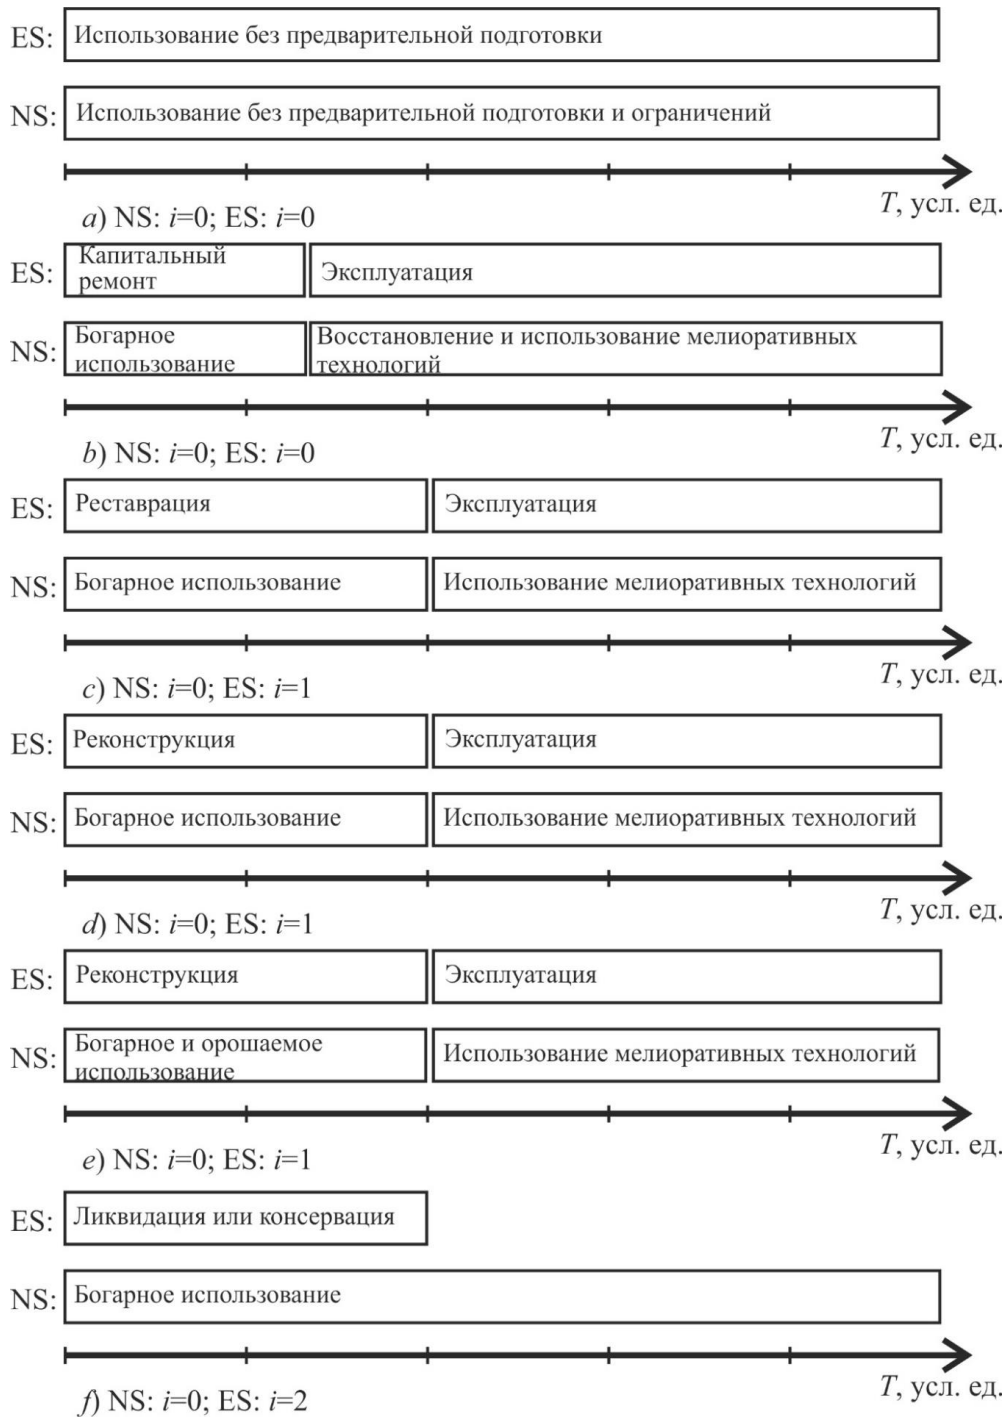 ES: Использование без предварительной подготовки
NS: Использование без предварительной подготовки и ограничений
T, усл. ед.
a) NS: i=0; ES: i=0
ES: Капитальный
ремонт
Эксплуатация
NS: Богарное
использование
Восстановление и использование мелиоративных
технологий
T, усл. ед.
b) NS: i=0; ES: i=0
ES: Реставрация
Эксплуатация
NS: Богарное использование
Использование мелиоративных технологий
T, усл. ед.
c) NS: i=0; ES: i=1
ES: Реконструкция
Эксплуатация
NS: Богарное использование
Использование мелиоративных технологий
T, усл. ед.
d) NS: i=0; ES: i=1
ES: Реконструкция
Эксплуатация
NS: Богарное и орошаемое
использование
Использование мелиоративных технологий
T, усл. ед.
e) NS: i=0; ES: i=1
ES: Ликвидация или консервация
NS: Богарное использование
T, усл. ед.
f) NS: i=0; ES: i=2